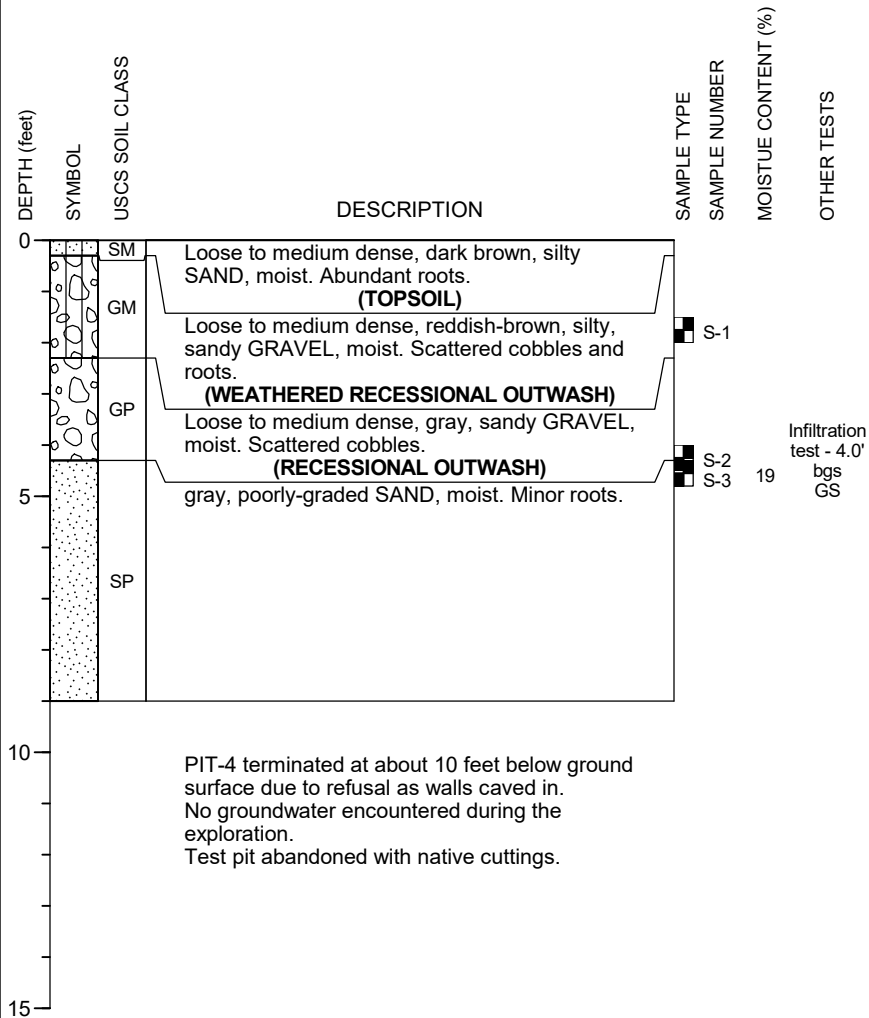 DEPTH (feet)
SYMBOL
USCS SOIL CLASS
DESCRIPTION
SAMPLE TYPE
SAMPLE NUMBER
MOISTUE CONTENT (%)
OTHER TESTS
0
SM
Loose to medium dense, dark brown, silty
SAND, moist. Abundant roots.
(TOPSOIL)
GM
Loose to medium dense, reddish-brown, silty,
sandy GRAVEL, moist. Scattered cobbles and
roots.
(WEATHERED RECESSIONAL OUTWASH)
S-1
GP
Loose to medium dense, gray, sandy GRAVEL,
moist. Scattered cobbles.
(RECESSIONAL OUTWASH)
S-2
S-3
19
Infiltration
test - 4.0'
bgs
GS
5
gray, poorly-graded SAND, moist. Minor roots.
SP
10
PIT-4 terminated at about 10 feet below ground
surface due to refusal as walls caved in.
No groundwater encountered during the
exploration.
Test pit abandoned with native cuttings.
15